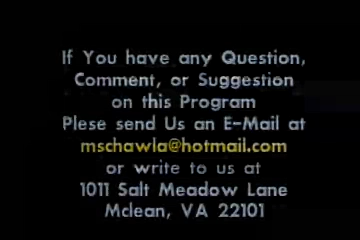 If You have any Question,
Comment, or Suggestion
on this Program
Plese send Us an E-Mail at
mschawla@hotmail.com
or write to us at
1011 Salt Meadow Lane
Mclean, VA 22101